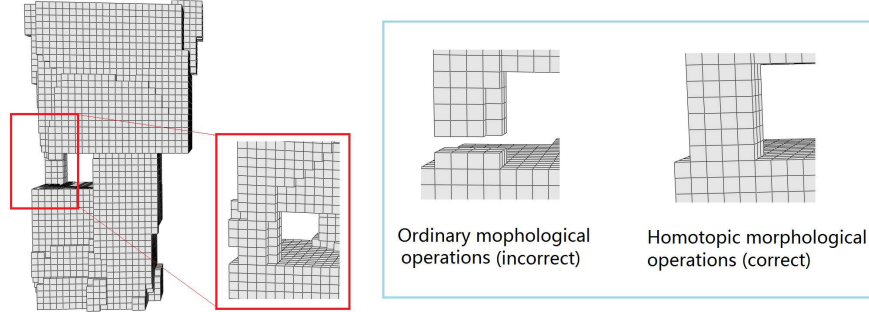 Ordinary mophological
operations (incorrect)
Homotopic morphological
operations (correct)